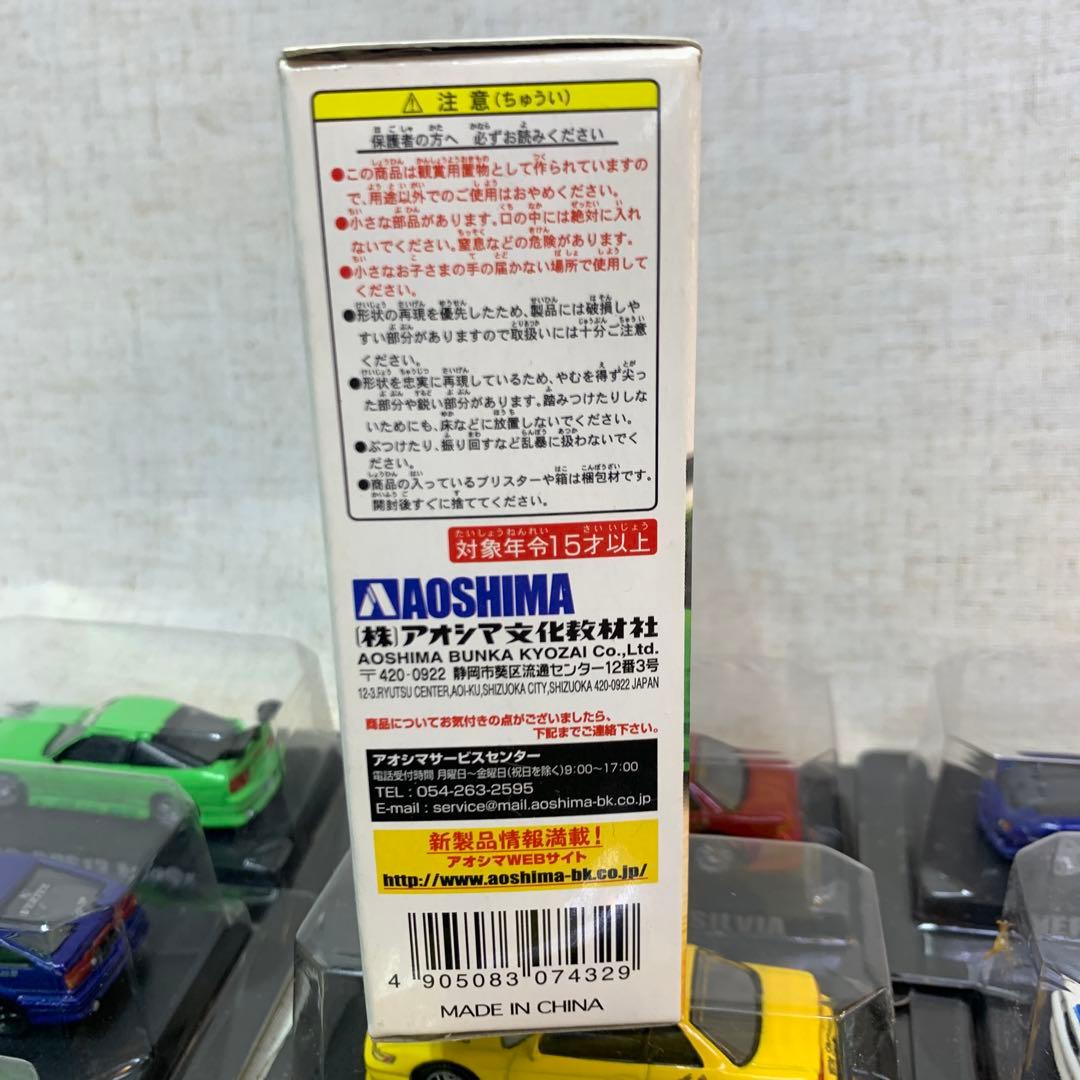 ⚠ 注意(ちゅうい)
保護者の方へ 必ずお読みください
●この商品は観賞用置物として作られていますの
で、用途以外でのご使用はおやめください。
●小さな部品があります。口の中には絶対に入れ
ないでください。窒息などの危険があります。
●小さなお子さまの手の届かない場所で使用して
ください。
●形状の再現を優先したため、製品には破損しや
すい部分がありますので取扱いには十分ご注意
ください。
●形状を忠実に再現しているため、やむを得ず尖っ
た部分や鋭い部分があります。踏みつけたりしな
いためにも、床などに放置しないでください。
●ぶつけたり、振り回すなど乱暴に扱わないでく
ださい。
●商品の入っているブリスターや箱は梱包材です。
開封後すぐに捨ててください。
たいしょうねんれい さいいじょう
対象年令15才以上
AOSHIMA
(株)アオシマ文化教材社
AOSHIMA BUNKA KYOZAI Co.,Ltd.
〒420-0922 静岡市葵区流通センター12番3号
12-3.RYUTSU CENTER,AOI-KU,SHIZUOKA CITY,SHIZUOKA 420-0922 JAPAN
商品についてお気付きの点がございましたら、
下記までご連絡下さい。
アオシマサービスセンター
電話受付時間 月曜日~金曜日(祝日を除く)9:00~17:00
TEL : 054-263-2595
E-mail : service@mail.aoshima-bk.co.jp
新製品情報満載!
アオシマWEBサイト
http://www.aoshima-bk.co.jp/
4 905083 074329
MADE IN CHINA
SILVIA